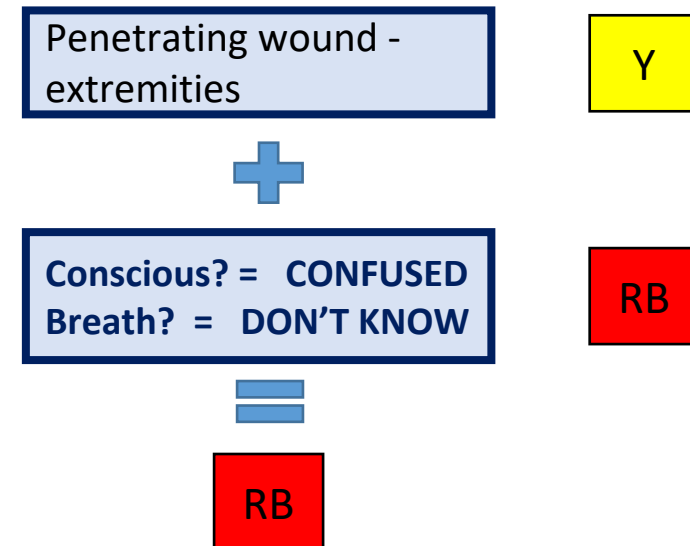 Penetrating wound -
extremities
Y
Conscious? = CONFUSED
Breath? = DON’T KNOW
RB
RB